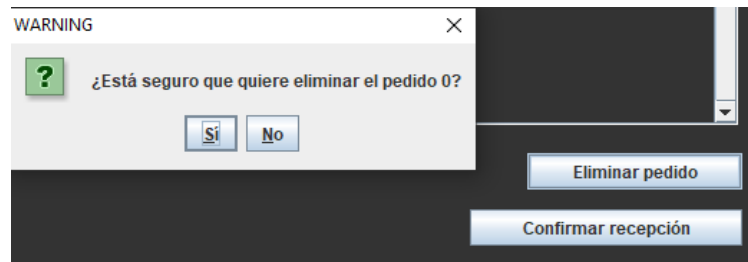 WARNING
¿Está seguro que quiere eliminar el pedido 0?
Sí
No
Eliminar pedido
Confirmar recepción